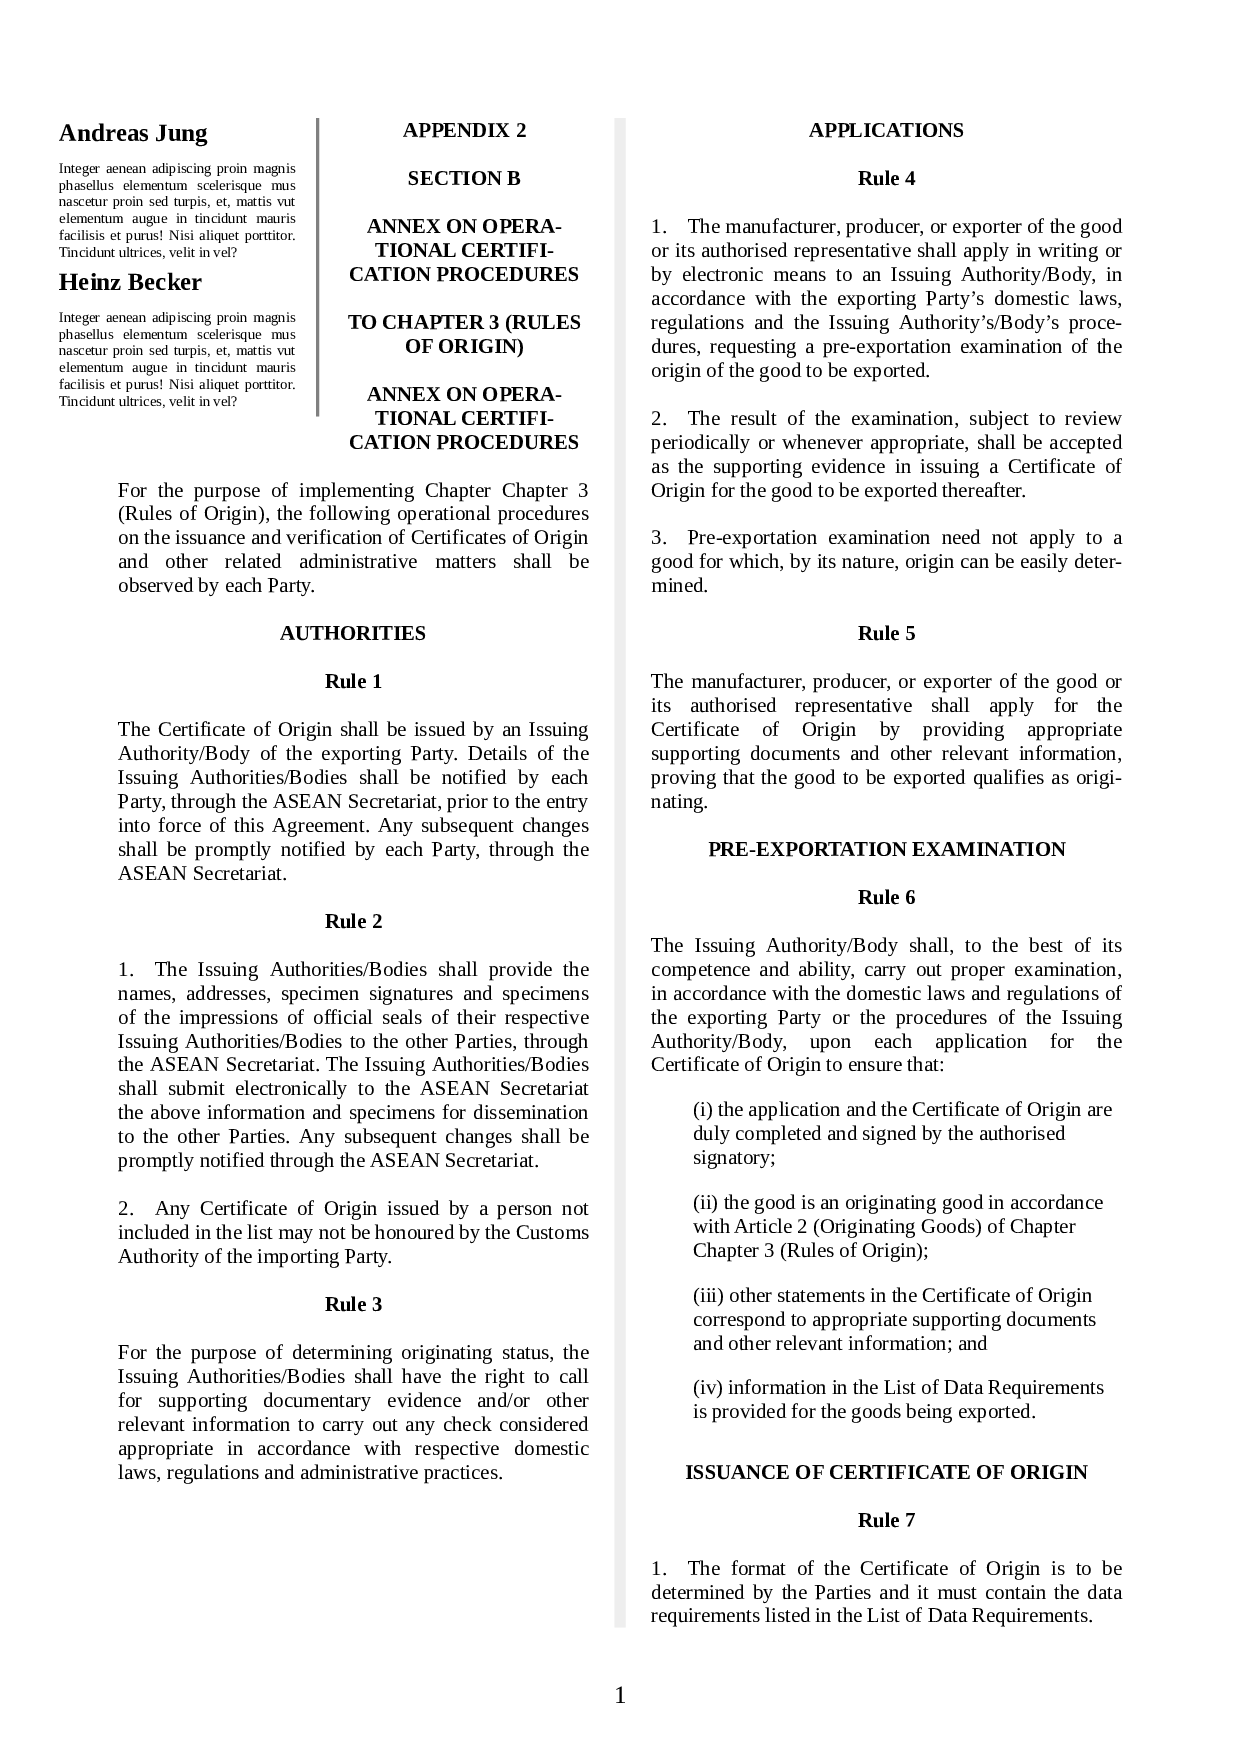 Andreas Jung
Integer aenean adipiscing proin magnis
phasellus elementum scelerisque mus
nascetur proin sed turpis, et, mattis vut
elementum augue in tincidunt mauris
facilisis et purus! Nisi aliquet porttitor.
Tincidunt ultrices, velit in vel?
Heinz Becker
Integer aenean adipiscing proin magnis
phasellus elementum scelerisque mus
nascetur proin sed turpis, et, mattis vut
elementum augue in tincidunt mauris
facilisis et purus! Nisi aliquet porttitor.
Tincidunt ultrices, velit in vel?
APPENDIX 2
SECTION B
ANNEX ON OPERA-
TIONAL CERTIFI-
CATION PROCEDURES
TO CHAPTER 3 (RULES
OF ORIGIN)
ANNEX ON OPERA-
TIONAL CERTIFI-
CATION PROCEDURES
For the purpose of implementing Chapter Chapter 3
(Rules of Origin), the following operational procedures
on the issuance and verification of Certificates of Origin
and other related administrative matters shall be
observed by each Party.
AUTHORITIES
Rule 1
The Certificate of Origin shall be issued by an Issuing
Authority/Body of the exporting Party. Details of the
Issuing Authorities/Bodies shall be notified by each
Party, through the ASEAN Secretariat, prior to the entry
into force of this Agreement. Any subsequent changes
shall be promptly notified by each Party, through the
ASEAN Secretariat.
Rule 2
1. The Issuing Authorities/Bodies shall provide the
names, addresses, specimen signatures and specimens
of the impressions of official seals of their respective
Issuing Authorities/Bodies to the other Parties, through
the ASEAN Secretariat. The Issuing Authorities/Bodies
shall submit electronically to the ASEAN Secretariat
the above information and specimens for dissemination
to the other Parties. Any subsequent changes shall be
promptly notified through the ASEAN Secretariat.
2. Any Certificate of Origin issued by a person not
included in the list may not be honoured by the Customs
Authority of the importing Party.
Rule 3
For the purpose of determining originating status, the
Issuing Authorities/Bodies shall have the right to call
for supporting documentary evidence and/or other
relevant information to carry out any check considered
appropriate in accordance with respective domestic
laws, regulations and administrative practices.
APPLICATIONS
Rule 4
1. The manufacturer, producer, or exporter of the good
or its authorised representative shall apply in writing or
by electronic means to an Issuing Authority/Body, in
accordance with the exporting Party’s domestic laws,
regulations and the Issuing Authority’s/Body’s proce-
dures, requesting a pre-exportation examination of the
origin of the good to be exported.
2. The result of the examination, subject to review
periodically or whenever appropriate, shall be accepted
as the supporting evidence in issuing a Certificate of
Origin for the good to be exported thereafter.
3. Pre-exportation examination need not apply to a
good for which, by its nature, origin can be easily deter-
mined.
Rule 5
The manufacturer, producer, or exporter of the good or
its authorised representative shall apply for the
Certificate of Origin by providing appropriate
supporting documents and other relevant information,
proving that the good to be exported qualifies as origi-
nating.
PRE-EXPORTATION EXAMINATION
Rule 6
The Issuing Authority/Body shall, to the best of its
competence and ability, carry out proper examination,
in accordance with the domestic laws and regulations of
the exporting Party or the procedures of the Issuing
Authority/Body, upon each application for the
Certificate of Origin to ensure that:
(i) the application and the Certificate of Origin are
duly completed and signed by the authorised
signatory;
(ii) the good is an originating good in accordance
with Article 2 (Originating Goods) of Chapter
Chapter 3 (Rules of Origin);
(iii) other statements in the Certificate of Origin
correspond to appropriate supporting documents
and other relevant information; and
(iv) information in the List of Data Requirements
is provided for the goods being exported.
ISSUANCE OF CERTIFICATE OF ORIGIN
Rule 7
1. The format of the Certificate of Origin is to be
determined by the Parties and it must contain the data
requirements listed in the List of Data Requirements.
1